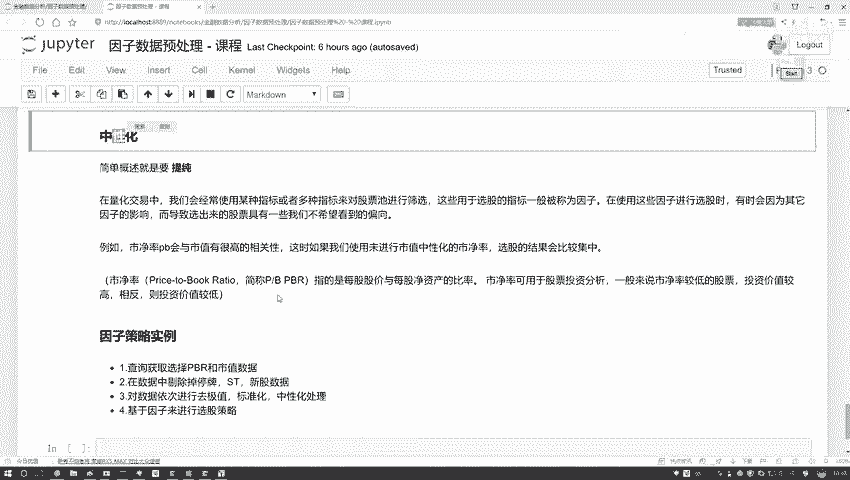 因子数据预处理 - 课程
http://localhost:8889/notebooks/金融数据分析/因子数据预处理/因子数据预处理 - 课程.ipynb
jupyter 因子数据预处理 - 课程 Last Checkpoint: 6 hours ago (autosaved)
Logout
File Edit View Insert Cell Kernel Widgets Help
Trusted
Start
Markdown
中性化
简单概述就是要 提纯
在量化交易中，我们会经常使用某种指标或者多种指标来对股票池进行筛选，这些用于选股的指标一般被称为因子。在使用这些因子进行选股时，有时会因为其它
因子的影响，而导致选出来的股票具有一些我们不希望看到的偏向。
例如，市净率pb会与市值有很高的相关性，这时如果我们使用未进行市值中性化的市净率，选股的结果会比较集中。
（市净率（Price-to-Book Ratio，简称P/B PBR）指的是每股股价与每股净资产的比率。 市净率可用于股票投资分析，一般来说市净率较低的股票，投资价值较
高，相反，则投资价值较低）
因子策略实例
1.查询获取选择PBR和市值数据
2.在数据中剔除掉停牌，ST，新股数据
3.对数据依次进行去极值，标准化，中性化处理
4.基于因子来进行选股策略
In [ ]: